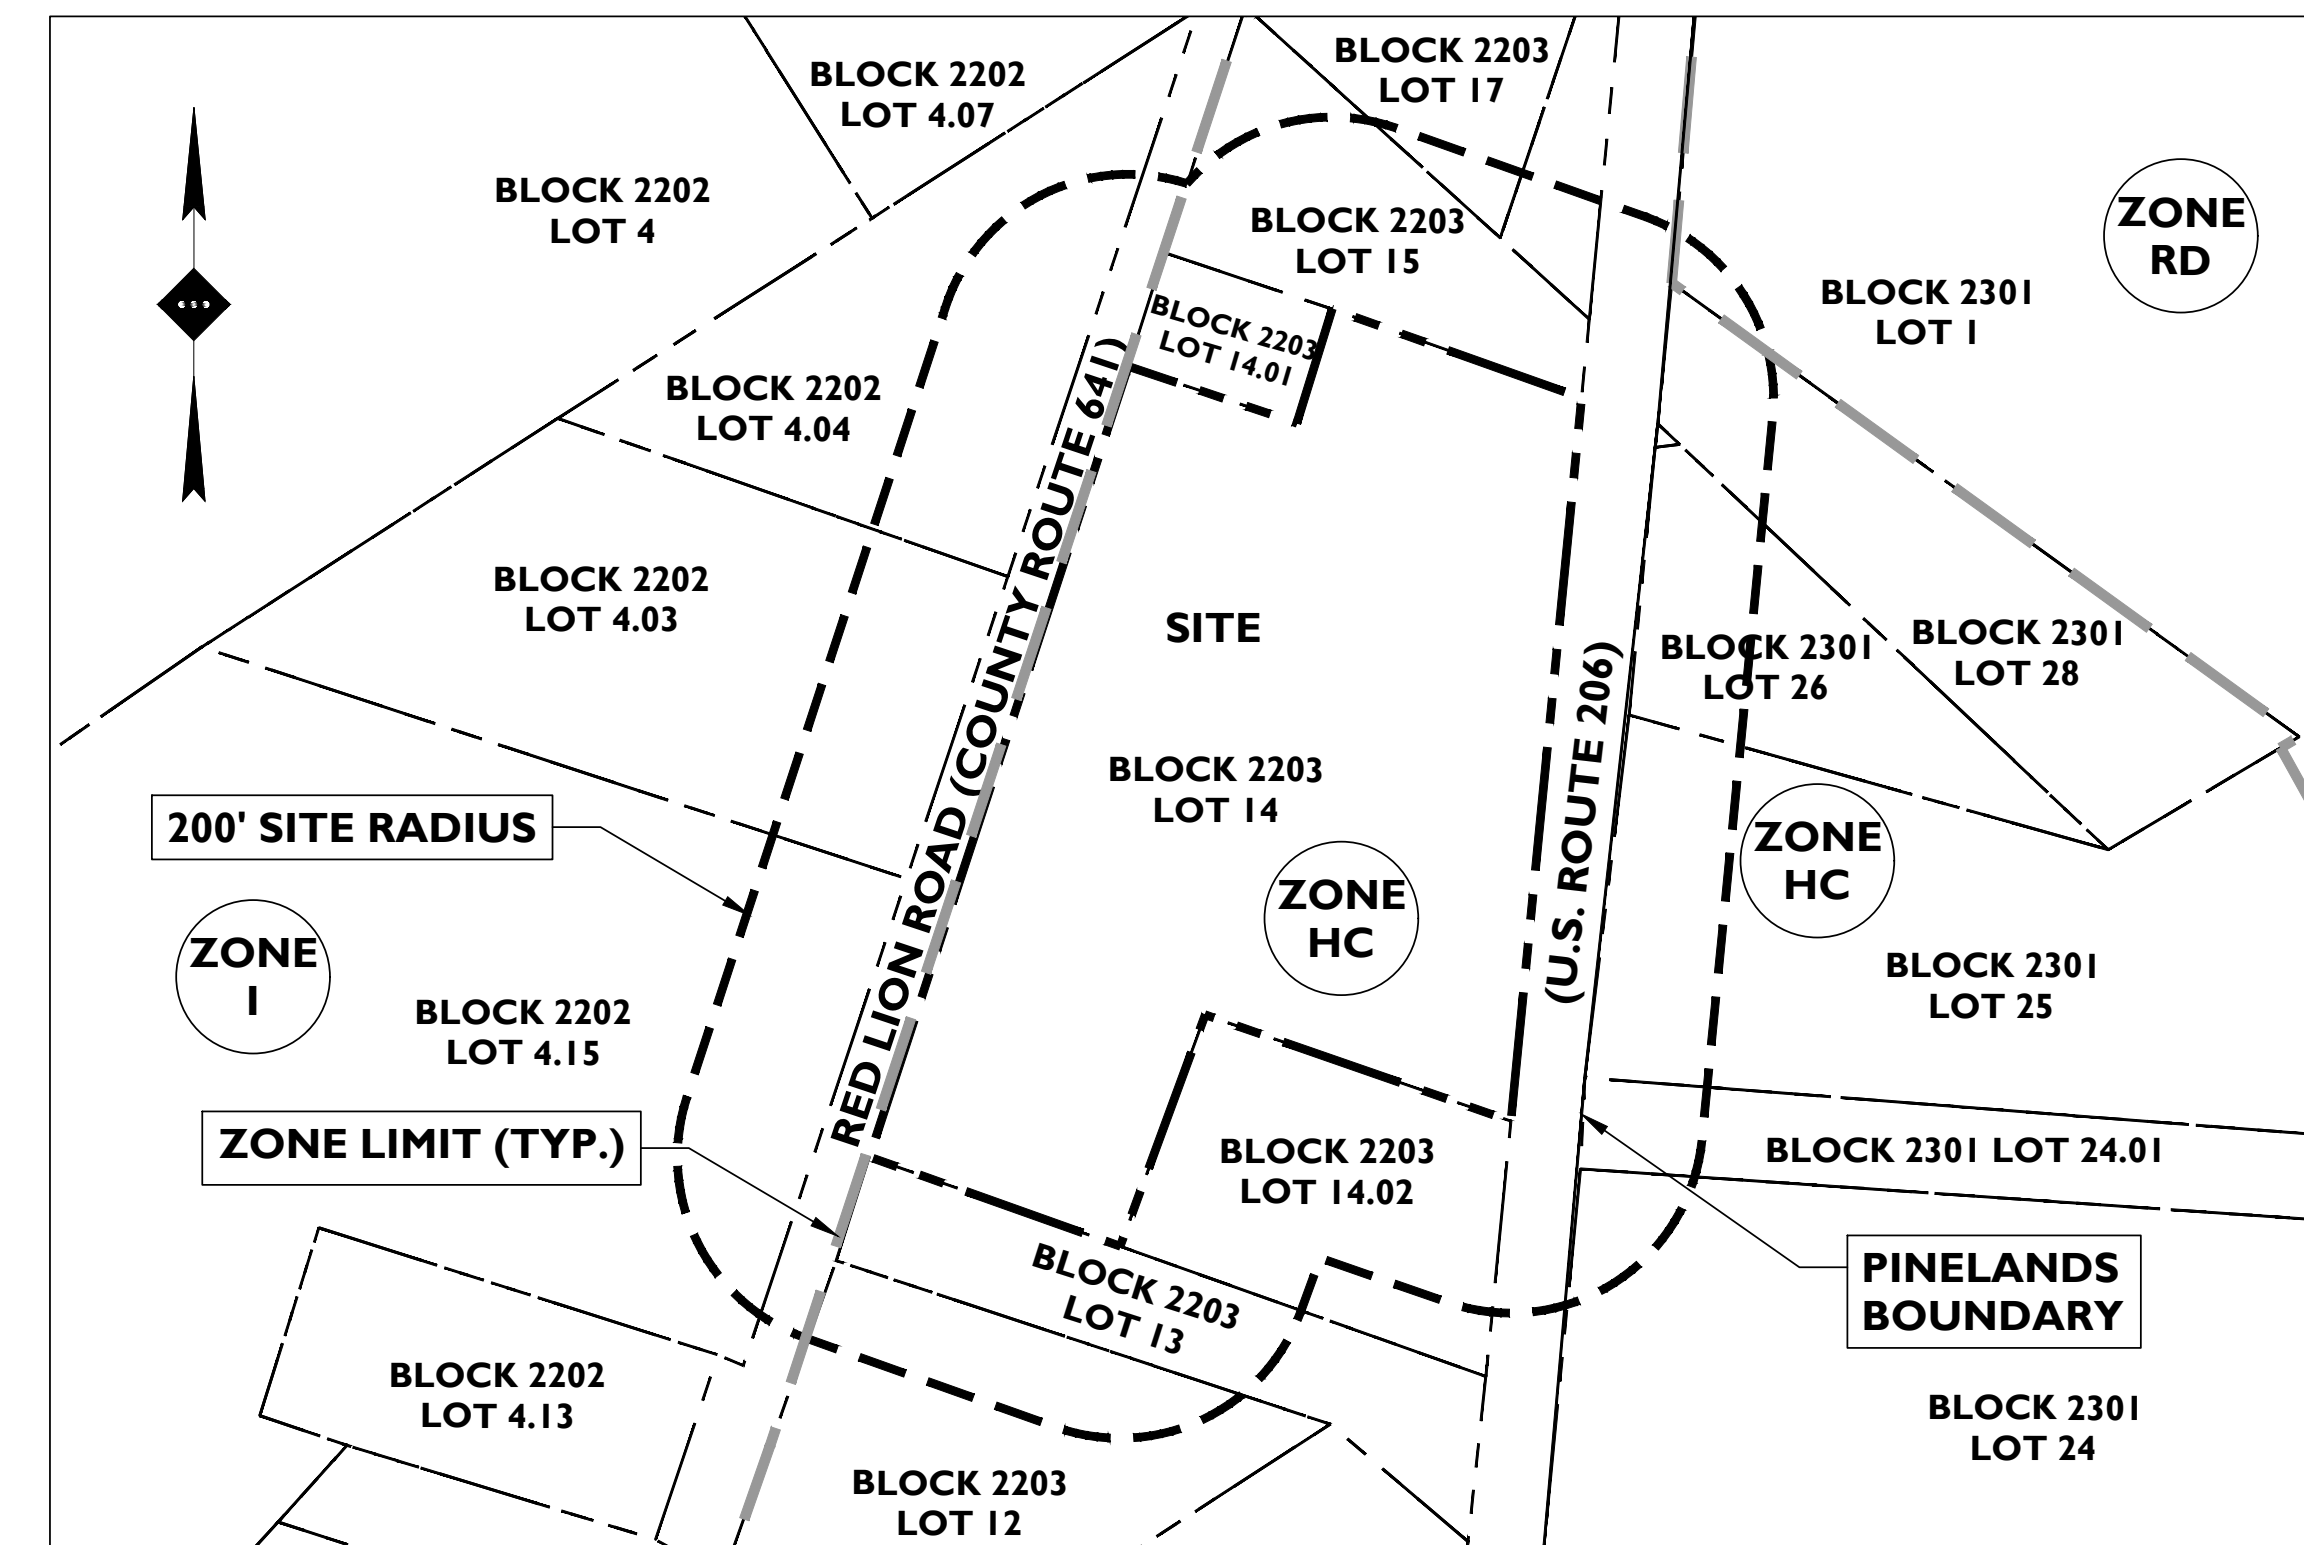 BLOCK 2203
LOT 17
BLOCK 2202
LOT 4.07
BLOCK 2202
LOT 4
BLOCK 2203
LOT 15
ZONE
RD
BLOCK 2301
LOT 1
BLOCK 2203
LOT 14.01
BLOCK 2202
LOT 4.04
BLOCK 2202
LOT 4.03
SITE
BLOCK 2301
LOT 26
BLOCK 2301
LOT 28
RED LION ROAD (COUNTY ROUTE 641)
(U.S. ROUTE 206)
BLOCK 2203
LOT 14
200' SITE RADIUS
ZONE
HC
ZONE
HC
ZONE
I
BLOCK 2301
LOT 25
BLOCK 2202
LOT 4.15
ZONE LIMIT (TYP.)
BLOCK 2203
LOT 14.02
BLOCK 2301 LOT 24.01
BLOCK 2203
LOT 13
PINELANDS
BOUNDARY
BLOCK 2202
LOT 4.13
BLOCK 2301
LOT 24
BLOCK 2203
LOT 12